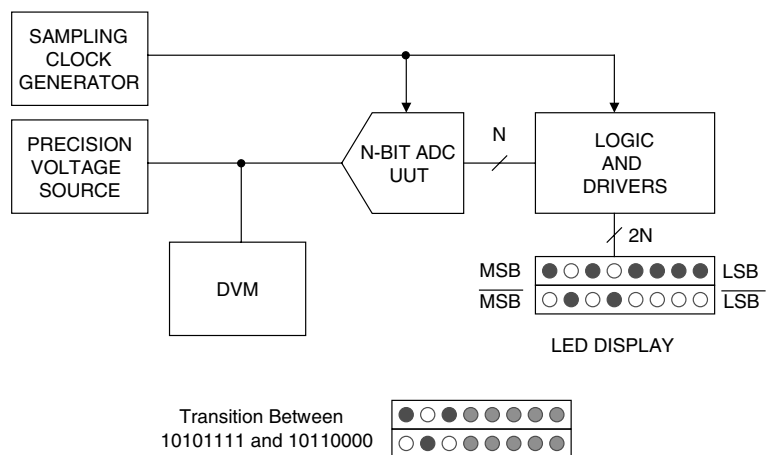 SAMPLING
CLOCK
GENERATOR
PRECISION
VOLTAGE
SOURCE
N-BIT ADC
UUT
N
LOGIC
AND
DRIVERS
2N
DVM
MSB
LSB
MSB
LSB
LED DISPLAY
Transition Between
10101111 and 10110000